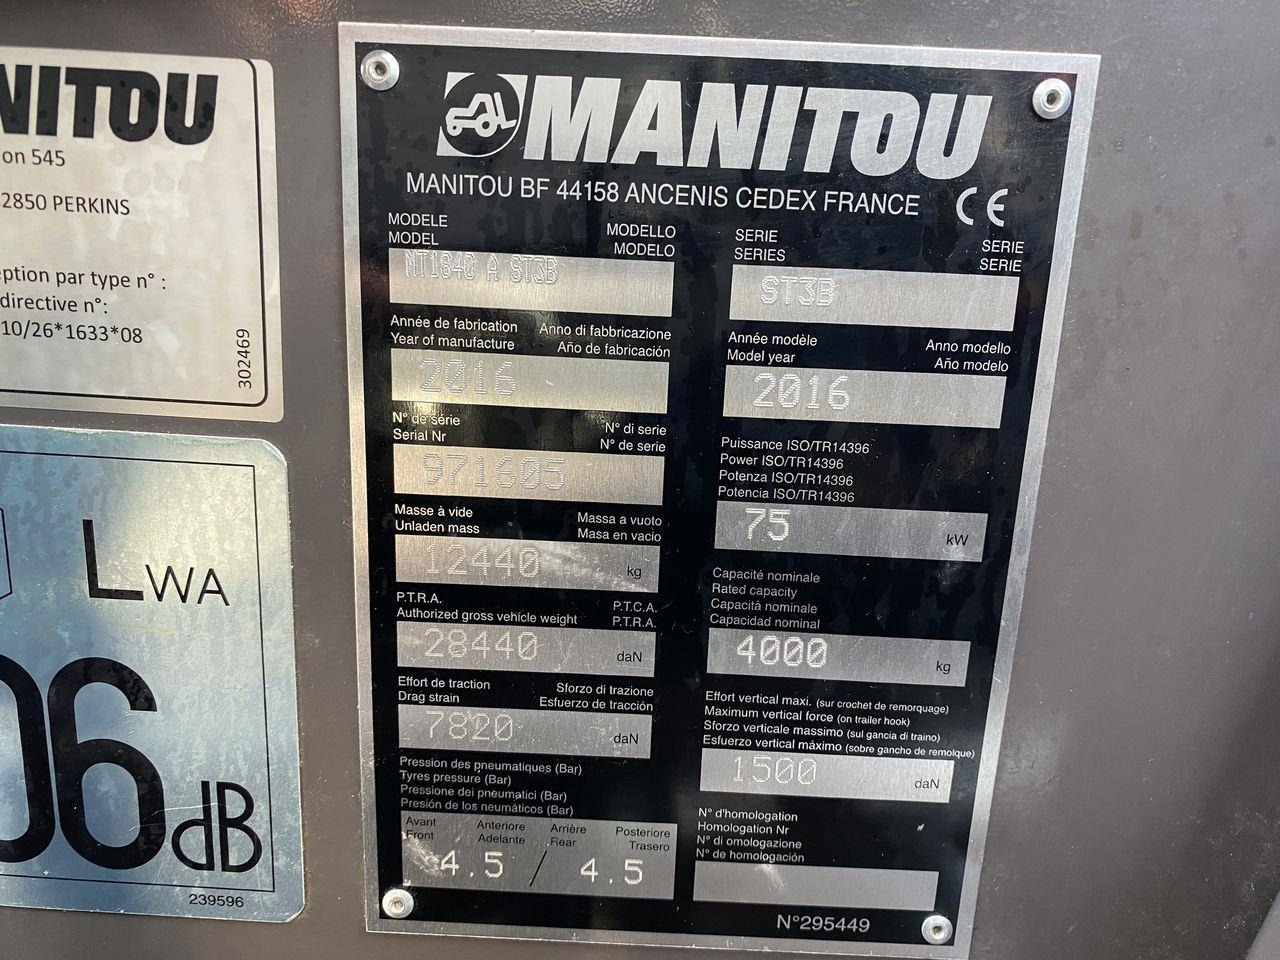 NITOU
on 545
2850 PERKINS
eption par type n° :
directive n°:
10/26*1633*08
302469
LWA
06 dB
239596
MANITOU
MANITOU BF 44158 ANCENIS CEDEX FRANCE CE
MODELE MODELLO
MODEL MODELO
MT1840 A ST3B
SERIE SERIE
SERIES SERIE
ST3B
Année de fabrication Anno di fabbricazione
Year of manufacture Año de fabricación
2016
Année modèle Anno modello
Model year Año modelo
2016
N° de série N° di serie
Serial Nr N° de serie
971605
Puissance ISO/TR14396
Power ISO/TR14396
Potenza ISO/TR14396
Potencia ISO/TR14396
75 kW
Masse à vide Massa a vuoto
Unladen mass Masa en vacio
12440 kg
Capacité nominale
Rated capacity
Capacità nominale
Capacidad nominal
4000 kg
P.T.R.A. P.T.C.A.
Authorized gross vehicle weight P.T.R.A.
28440 daN
Effort de traction Sforzo di trazione
Drag strain Esfuerzo de tracción
7820 daN
Effort vertical maxi. (sur crochet de remorquage)
Maximum vertical force (on trailer hook)
Sforzo verticale massimo (sul gancia di traino)
Esfuerzo vertical máximo (sobre gancho de remolque)
1500 daN
Pression des pneumatiques (Bar)
Tyres pressure (Bar)
Pressione dei pneumatici (Bar)
Presión de los neumáticos (Bar)
Avant Anteriore Arrière Posteriore
Front Adelante Rear Trasero
4.5 / 4.5
N° d'homologation
Homologation Nr
N° di omologazione
N° de homologación
N°295449